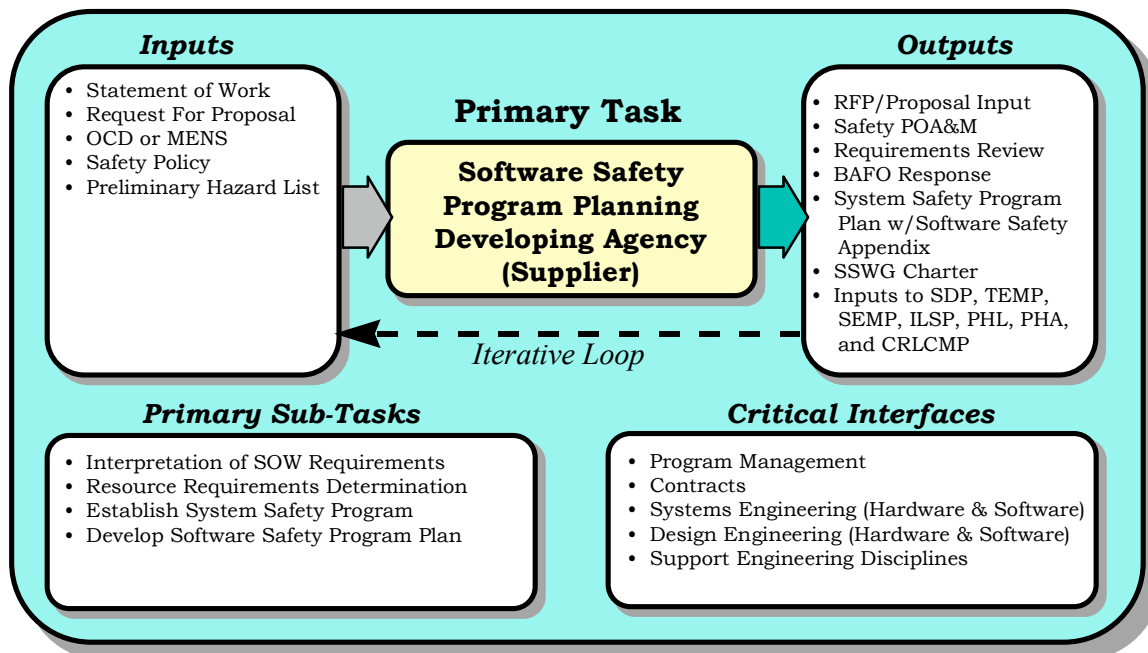 Inputs
• Statement of Work
• Request For Proposal
• OCD or MENS
• Safety Policy
• Preliminary Hazard List
Primary Task
Software Safety
Program Planning
Developing Agency
(Supplier)
Outputs
• RFP/Proposal Input
• Safety POA&M
• Requirements Review
• BAFO Response
• System Safety Program
Plan w/Software Safety
Appendix
• SSWG Charter
• Inputs to SDP, TEMP,
SEMP, ILSP, PHL, PHA,
and CRLCMP
Iterative Loop
Primary Sub-Tasks
• Interpretation of SOW Requirements
• Resource Requirements Determination
• Establish System Safety Program
• Develop Software Safety Program Plan
Critical Interfaces
• Program Management
• Contracts
• Systems Engineering (Hardware & Software)
• Design Engineering (Hardware & Software)
• Support Engineering Disciplines